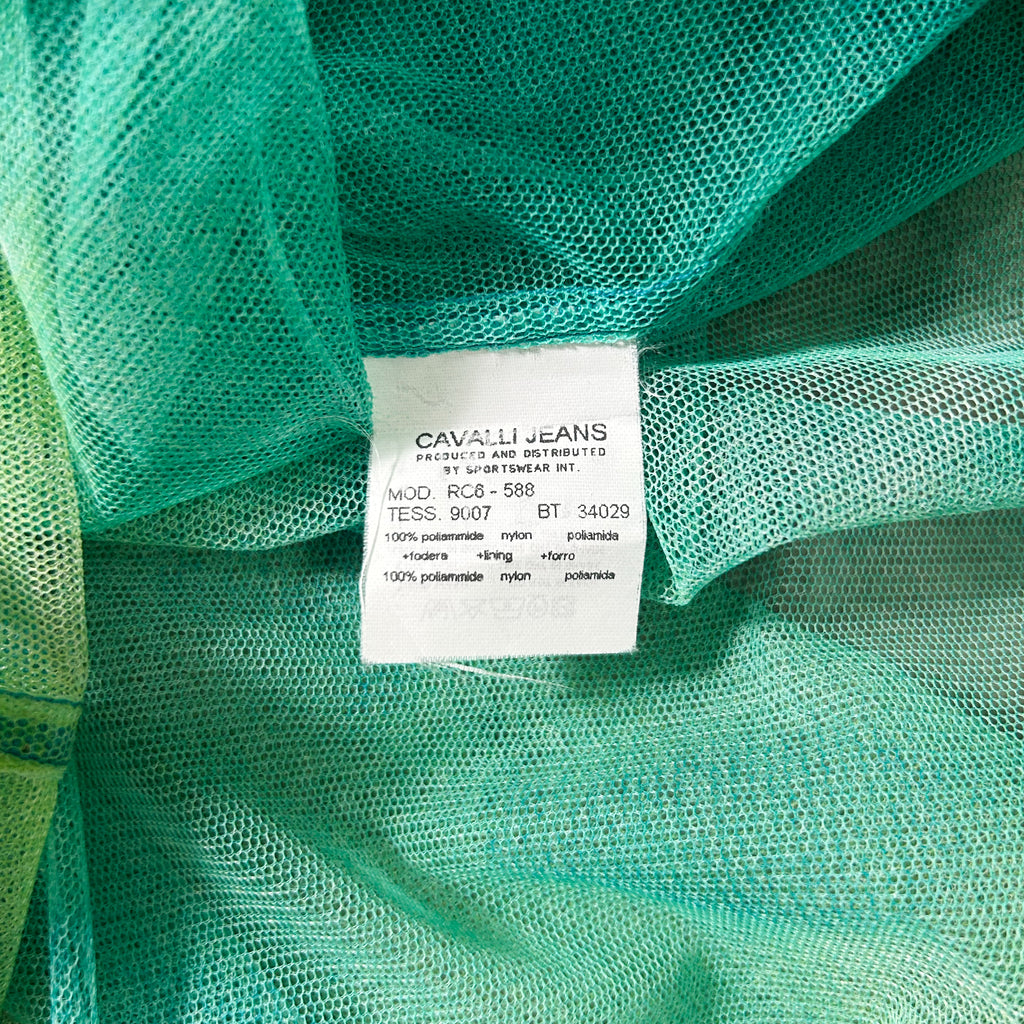 CAVALLI JEANS
PRODUCED AND DISTRIBUTED
BY SPORTSWEAR INT.
MOD. RC6 - 588
TESS. 9007 BT 34029
100% poliammide nylon poliamida
+fodera +lining +forro
100% poliammide nylon poliamida